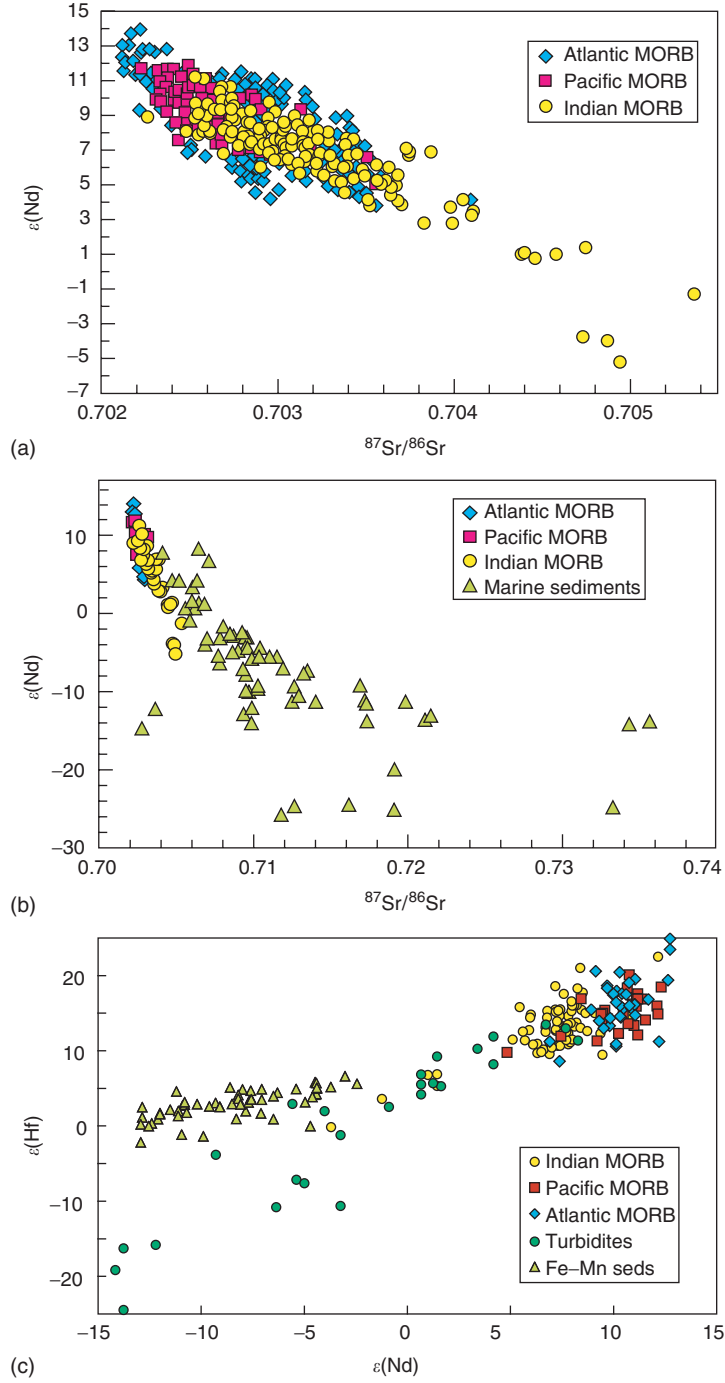 15
13
11
9
7
5
3
1
−1
−3
−5
−7
ε(Nd)
Atlantic MORB
Pacific MORB
Indian MORB
0.702 0.703 0.704 0.705
(a)
87Sr/86Sr
10
0
−10
−20
−30
ε(Nd)
Atlantic MORB
Pacific MORB
Indian MORB
Marine sediments
0.70 0.71 0.72 0.73 0.74
(b)
87Sr/86Sr
20
10
0
−10
−20
ε(Hf)
Indian MORB
Pacific MORB
Atlantic MORB
Turbidites
Fe–Mn seds
−15 −10 −5 0 5 10 15
(c)
ε(Nd)